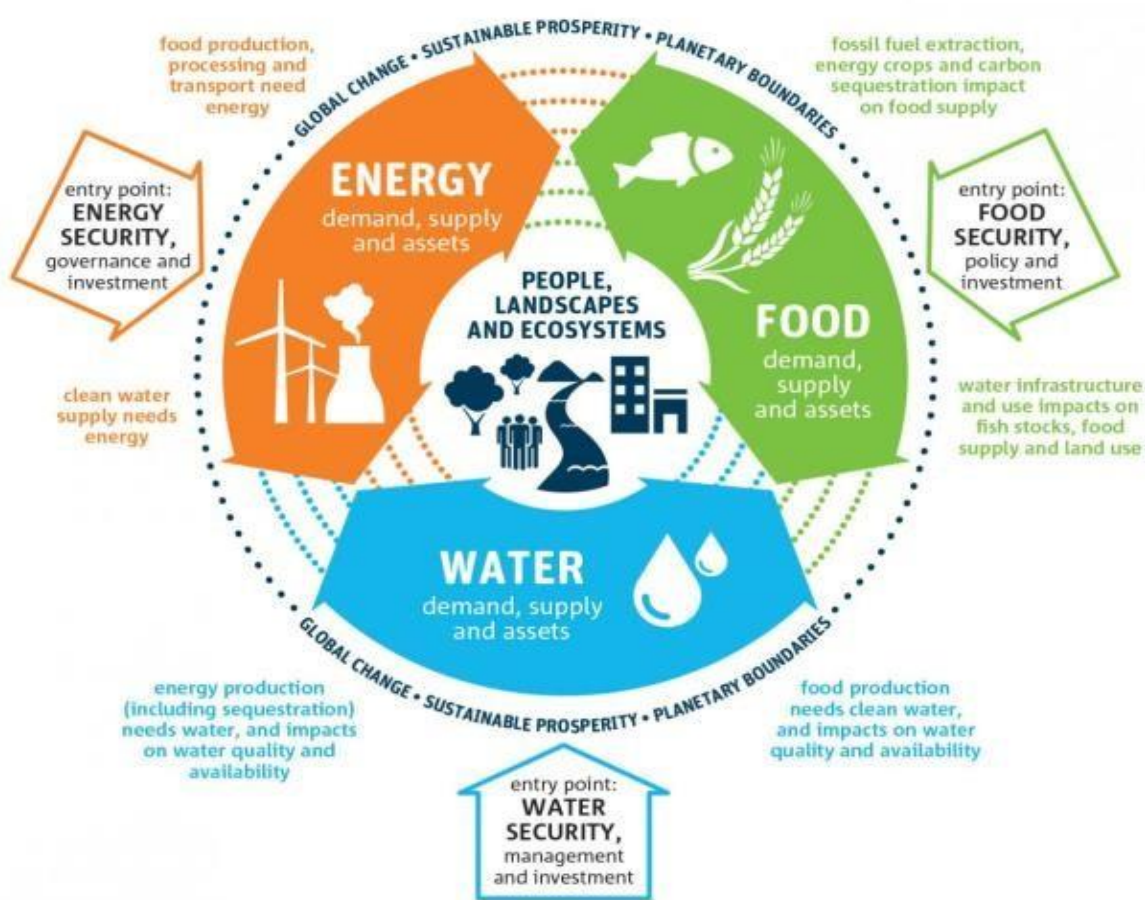 GLOBAL CHANGE • SUSTAINABLE PROSPERITY • PLANETARY BOUNDARIES
food production,
processing and
transport need
energy
fossil fuel extraction,
energy crops and carbon
sequestration impact
on food supply
entry point:
ENERGY
SECURITY,
governance and
investment
ENERGY
demand, supply
and assets
entry point:
FOOD
SECURITY,
policy and
investment
PEOPLE,
LANDSCAPES
AND ECOSYSTEMS
FOOD
demand,
supply
and assets
clean water
supply needs
energy
water infrastructure
and use impacts on
fish stocks, food
supply and land use
WATER
demand, supply
and assets
GLOBAL CHANGE • SUSTAINABLE PROSPERITY • PLANETARY BOUNDARIES
energy production
(including sequestration)
needs water, and impacts
on water quality and
availability
food production
needs clean water,
and impacts on water
quality and availability
entry point:
WATER
SECURITY,
management
and investment